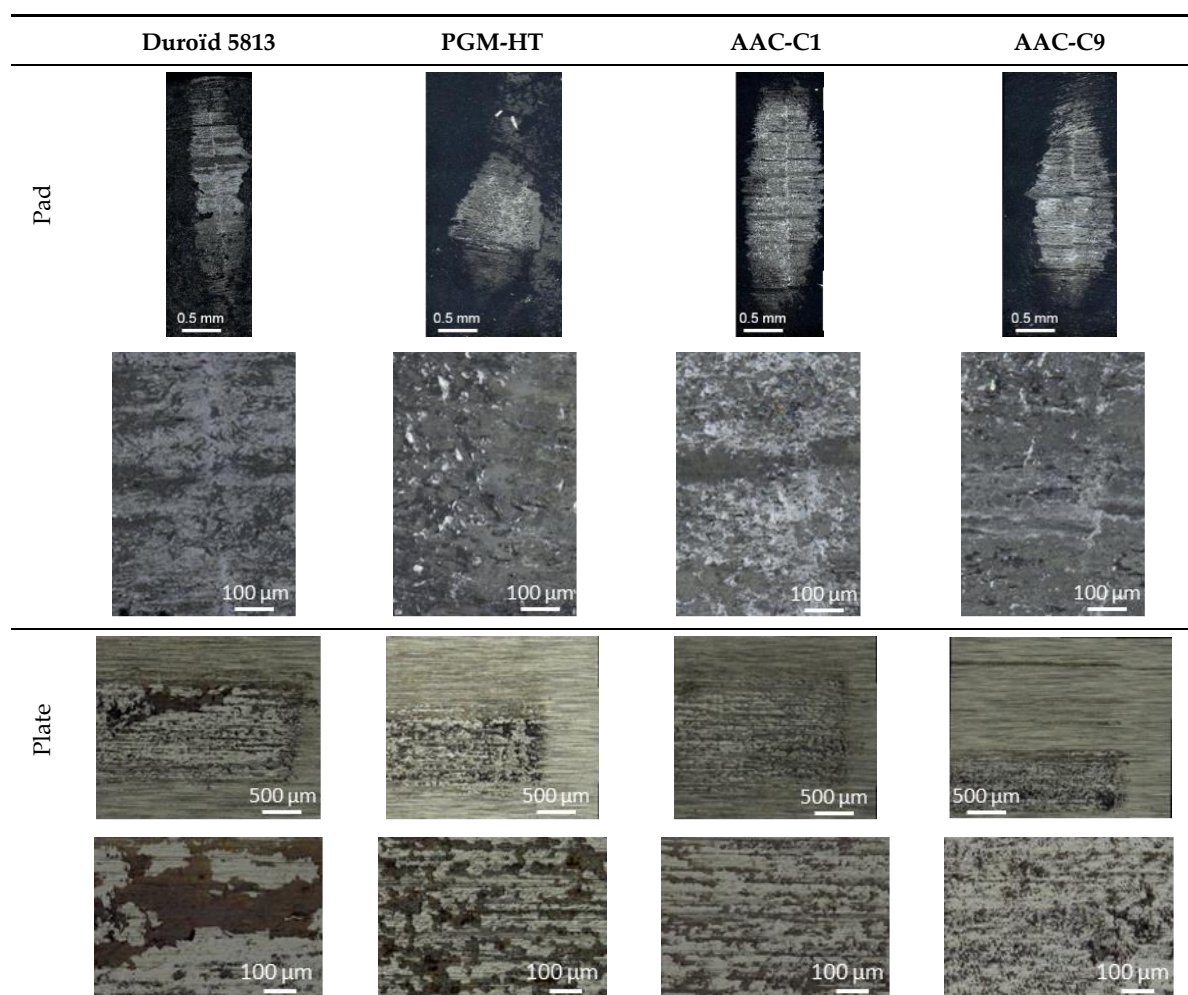 Duroïd 5813 PGM-HT AAC-C1 AAC-C9
Pad
0.5 mm 0.5 mm 0.5 mm 0.5 mm
100 µm 100 µm 100 µm 100 µm
Plate
500 µm 500 µm 500 µm 500 µm
100 µm 100 µm 100 µm 100 µm